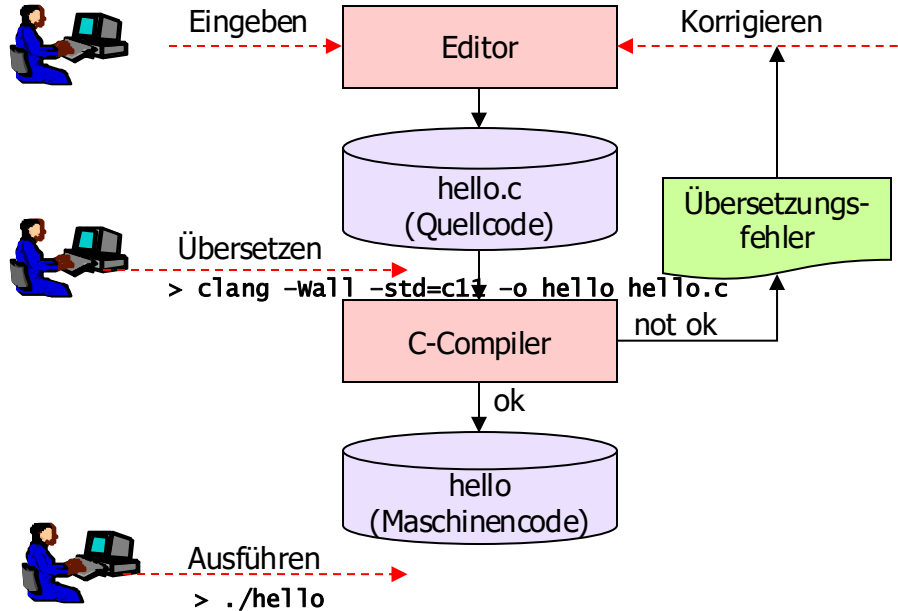 Eingeben
Editor
Korrigieren
hello.c
(Quellcode)
Übersetzungs-
fehler
Übersetzen
> clang –Wall –std=c11 –o hello hello.c
C-Compiler
not ok
ok
hello
(Maschinencode)
Ausführen
> ./hello